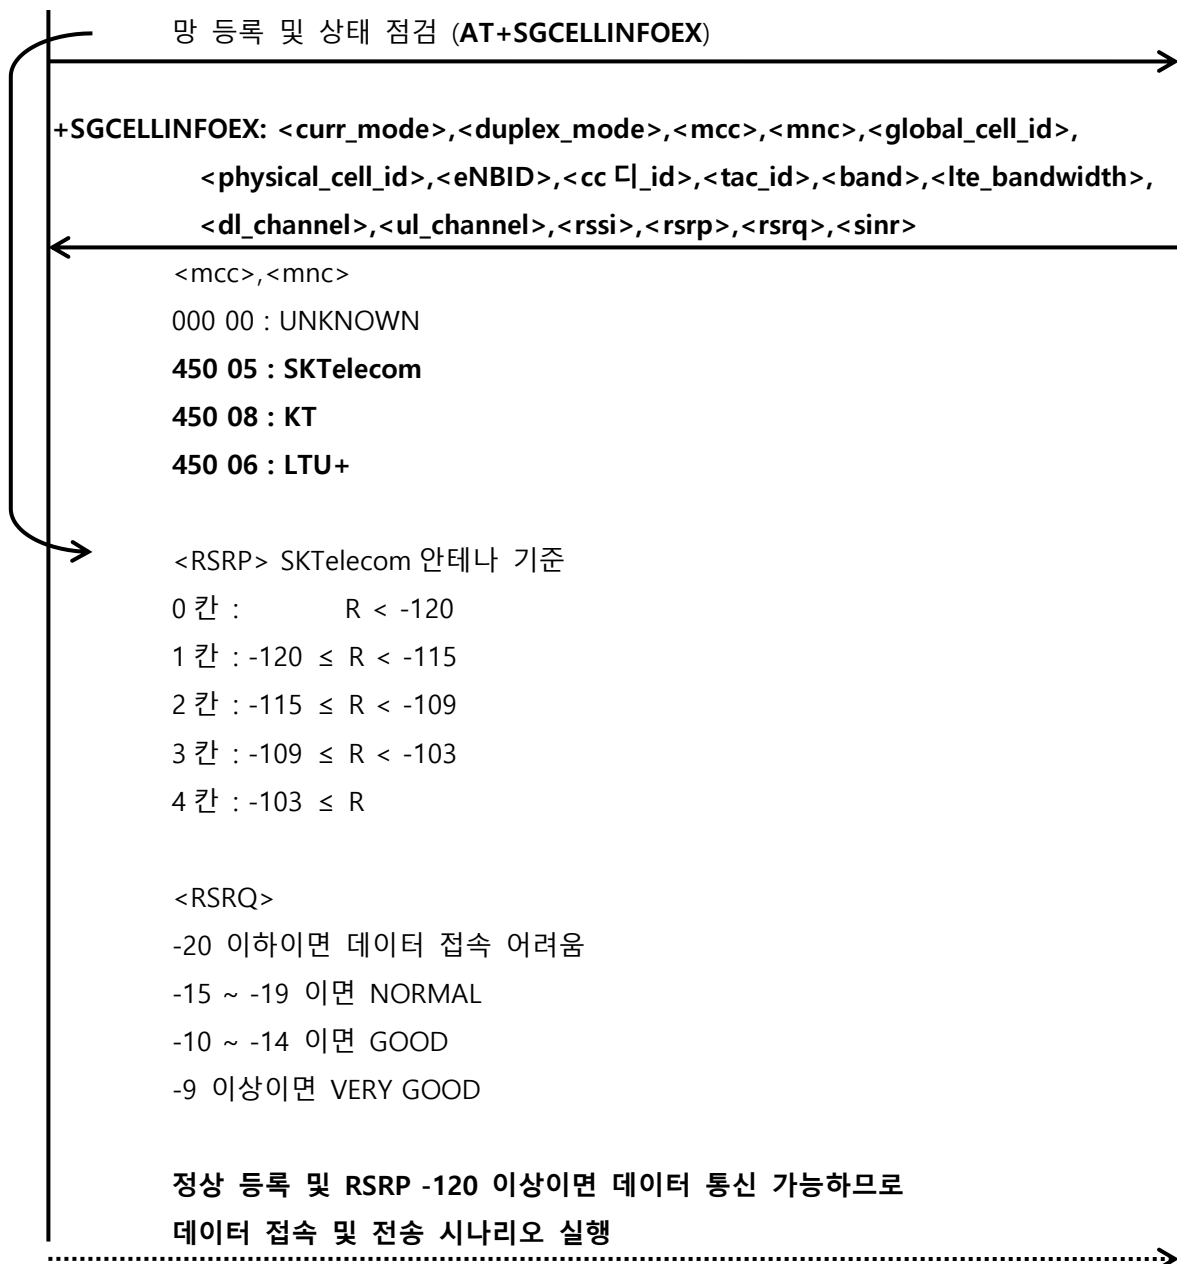 망 등록 및 상태 점검 (AT+SGCELLINFOEX)
+SGCELLINFOEX: <curr_mode>,<duplex_mode>,<mcc>,<mnc>,<global_cell_id>,
<physical_cell_id>,<eNBID>,<cc 디_id>,<tac_id>,<band>,<lte_bandwidth>,
<dl_channel>,<ul_channel>,<rssi>,<rsrp>,<rsrq>,<sinr>
<mcc>,<mnc>
000 00 : UNKNOWN
450 05 : SKTelecom
450 08 : KT
450 06 : LTU+
<RSRP> SKTelecom 안테나 기준
0 칸 : R < -120
1 칸 : -120 ≤ R < -115
2 칸 : -115 ≤ R < -109
3 칸 : -109 ≤ R < -103
4 칸 : -103 ≤ R
<RSRQ>
-20 이하이면 데이터 접속 어려움
-15 ~ -19 이면 NORMAL
-10 ~ -14 이면 GOOD
-9 이상이면 VERY GOOD
정상 등록 및 RSRP -120 이상이면 데이터 통신 가능하므로
데이터 접속 및 전송 시나리오 실행